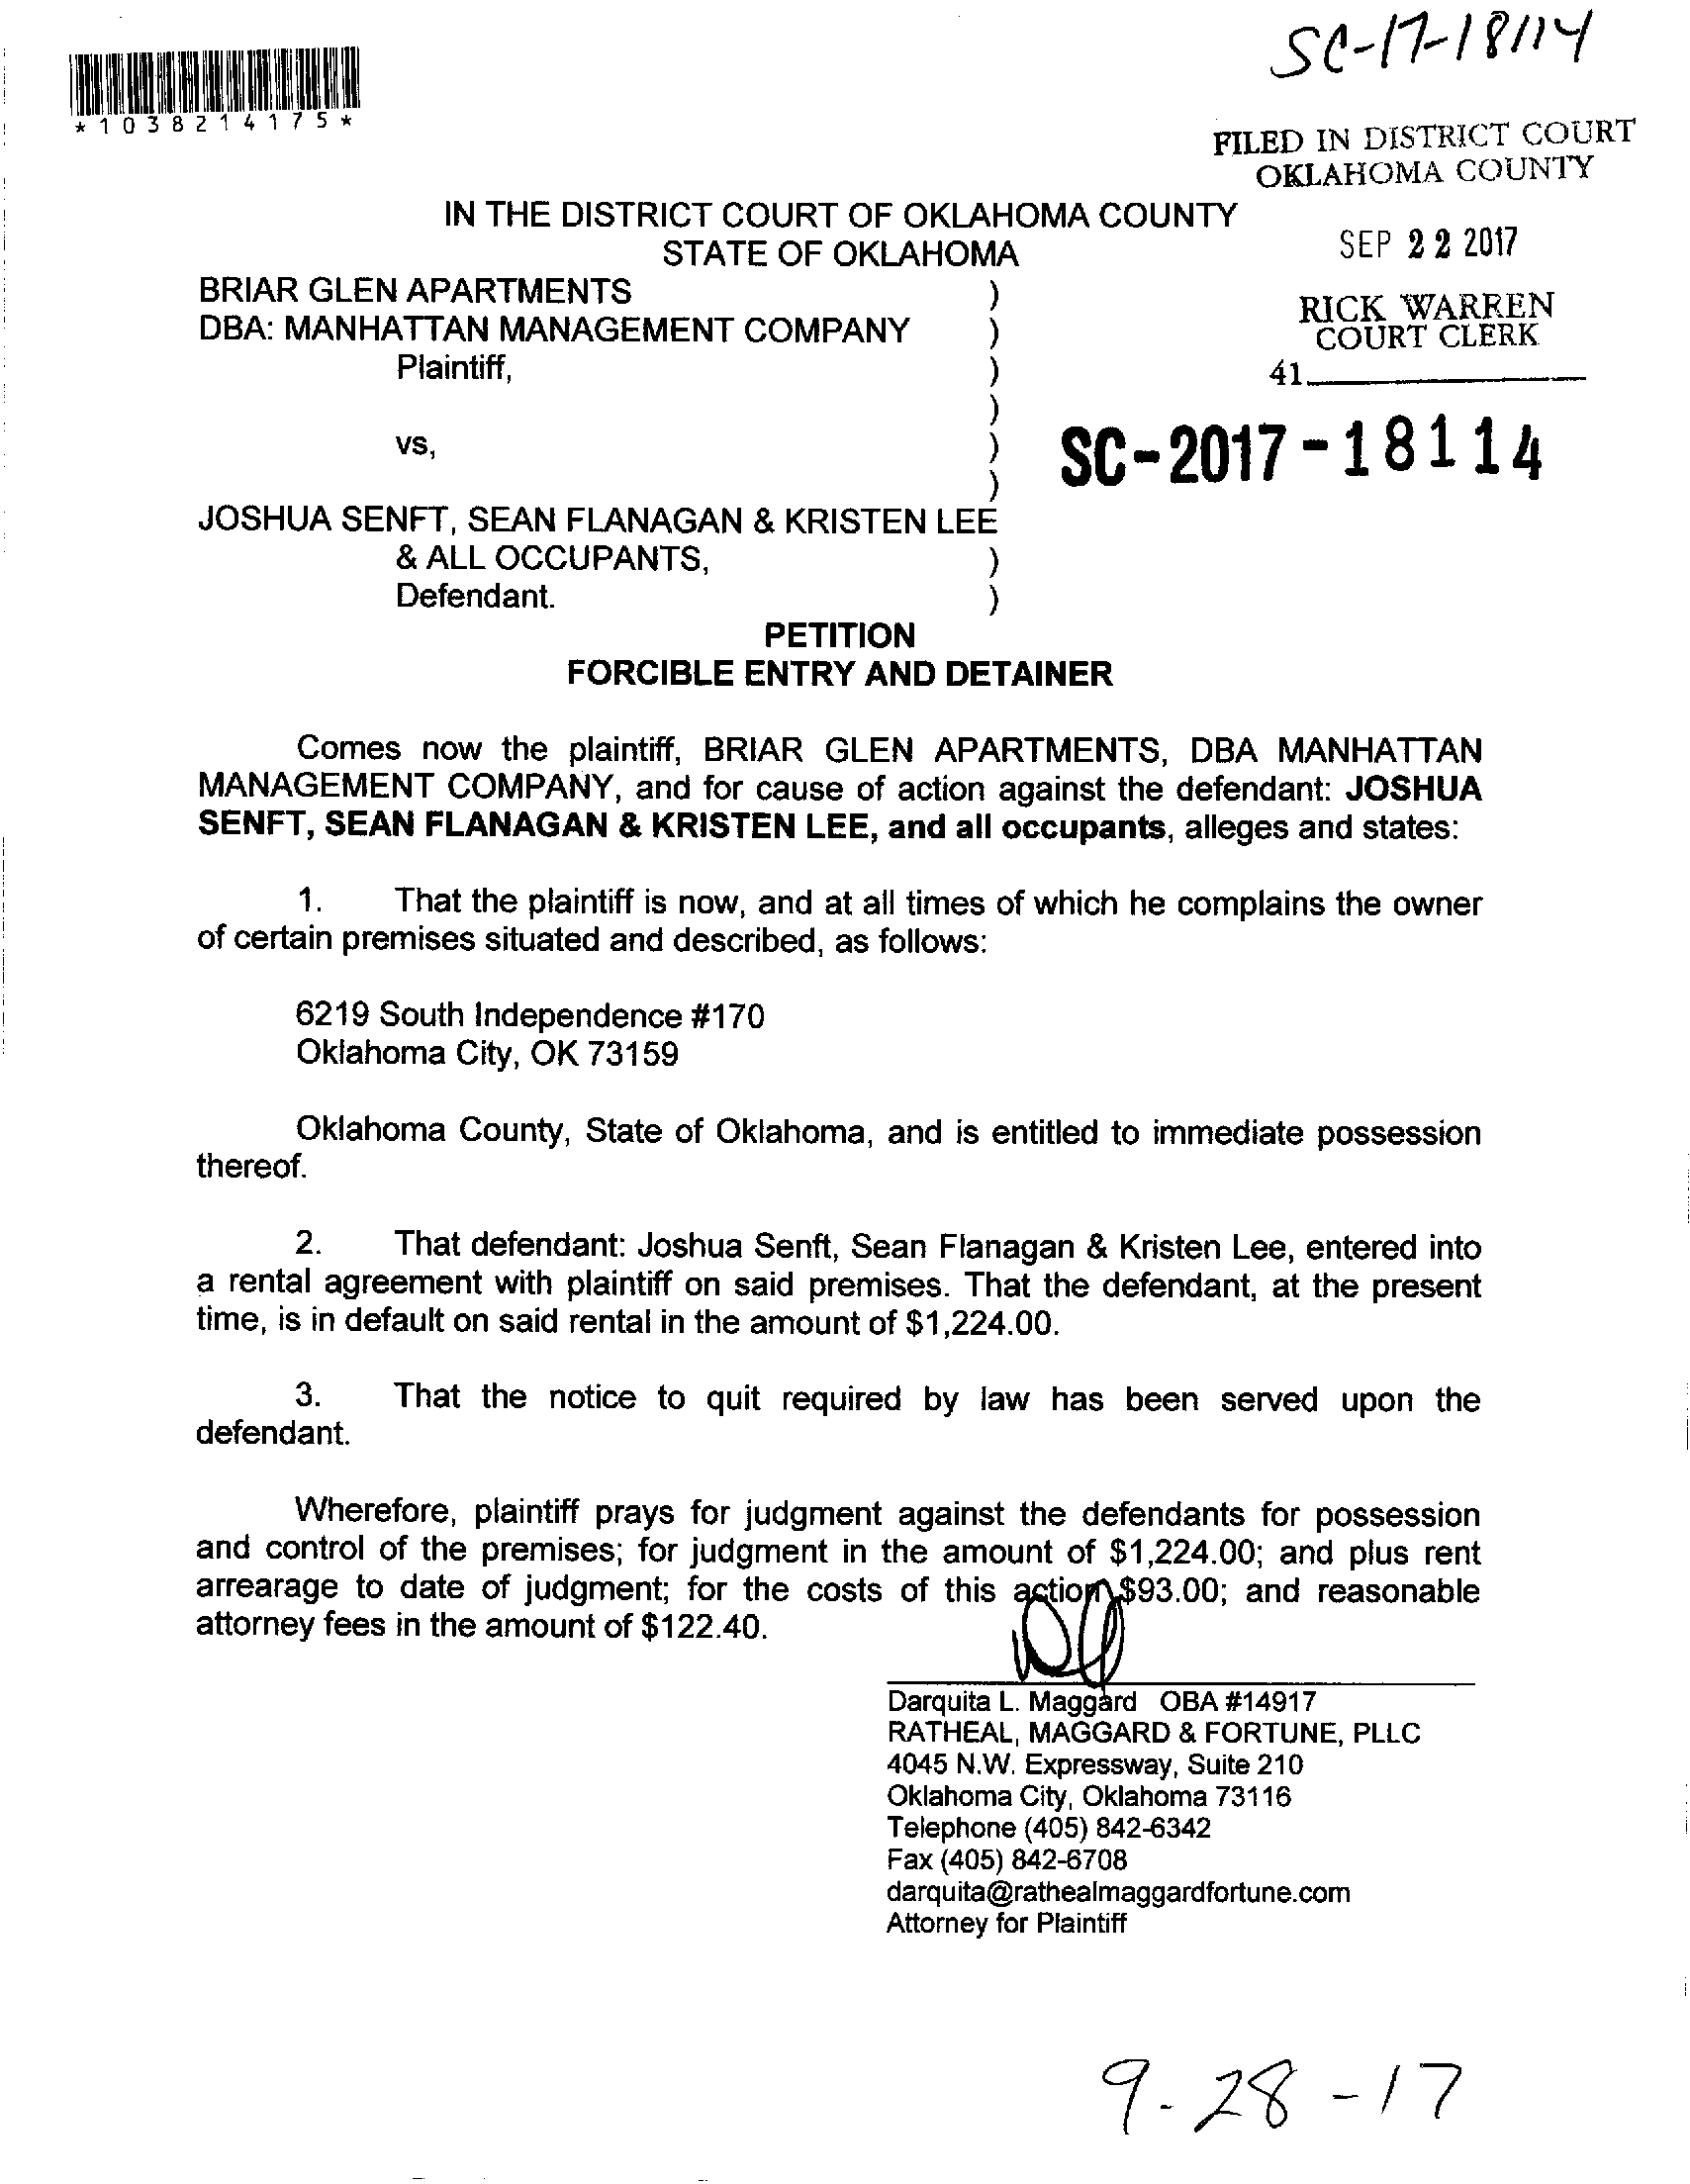 SC-17-18114
*1038214175*
FILED IN DISTRICT COURT
OKLAHOMA COUNTY
IN THE DISTRICT COURT OF OKLAHOMA COUNTY
STATE OF OKLAHOMA
SEP 22 2017
BRIAR GLEN APARTMENTS )
DBA: MANHATTAN MANAGEMENT COMPANY )
Plaintiff, )
)
vs, )
)
RICK WARREN
COURT CLERK
41
SC-2017-18114
JOSHUA SENFT, SEAN FLANAGAN & KRISTEN LEE
& ALL OCCUPANTS, )
Defendant. )
PETITION
FORCIBLE ENTRY AND DETAINER
Comes now the plaintiff, BRIAR GLEN APARTMENTS, DBA MANHATTAN
MANAGEMENT COMPANY, and for cause of action against the defendant: JOSHUA
SENFT, SEAN FLANAGAN & KRISTEN LEE, and all occupants, alleges and states:
1. That the plaintiff is now, and at all times of which he complains the owner
of certain premises situated and described, as follows:
6219 South Independence #170
Oklahoma City, OK 73159
Oklahoma County, State of Oklahoma, and is entitled to immediate possession
thereof.
2. That defendant: Joshua Senft, Sean Flanagan & Kristen Lee, entered into
a rental agreement with plaintiff on said premises. That the defendant, at the present
time, is in default on said rental in the amount of $1,224.00.
3. That the notice to quit required by law has been served upon the
defendant.
Wherefore, plaintiff prays for judgment against the defendants for possession
and control of the premises; for judgment in the amount of $1,224.00; and plus rent
arrearage to date of judgment; for the costs of this action $93.00; and reasonable
attorney fees in the amount of $122.40.
Darquita L. Maggard OBA #14917
RATHEAL, MAGGARD & FORTUNE, PLLC
4045 N.W. Expressway, Suite 210
Oklahoma City, Oklahoma 73116
Telephone (405) 842-6342
Fax (405) 842-6708
darquita@rathealmaggardfortune.com
Attorney for Plaintiff
9-28-17